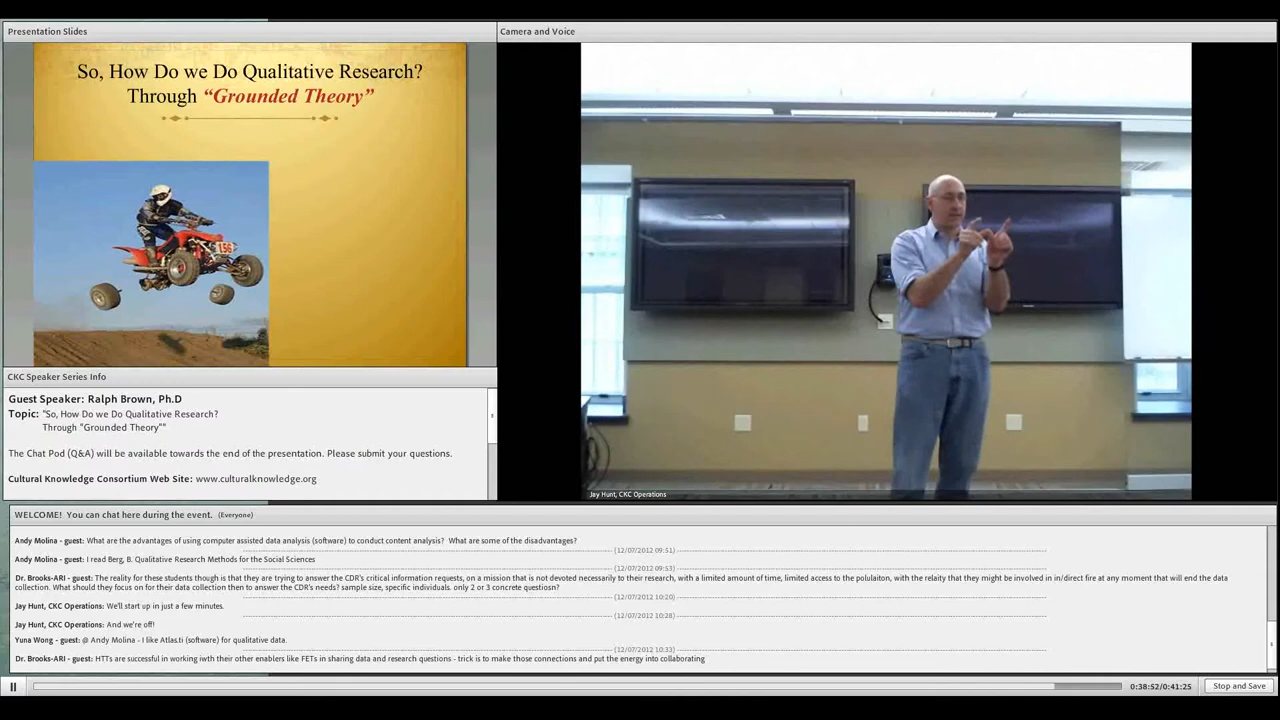 Presentation Slides
So, How Do we Do Qualitative Research?
Through “Grounded Theory”
156
Camera and Voice
Jay Hunt, CKC Operations
CKC Speaker Series Info
Guest Speaker: Ralph Brown, Ph.D
Topic: "So, How Do we Do Qualitative Research?
Through "Grounded Theory""
The Chat Pod (Q&A) will be available towards the end of the presentation. Please submit your questions.
Cultural Knowledge Consortium Web Site: www.culturalknowledge.org
WELCOME! You can chat here during the event. (Everyone)
Andy Molina - guest: What are the advantages of using computer assisted data analysis (software) to conduct content analysis? What are some of the disadvantages?
(12/07/2012 09:51)
Andy Molina - guest: I read Berg, B. Qualitative Research Methods for the Social Sciences
(12/07/2012 09:53)
Dr. Brooks-ARI - guest: The reality for these students though is that they are trying to answer the CDR's critical information requests, on a mission that is not devoted necessarily to their research, with a limited amount of time, limited access to the polulaiton, with the relaity that they might be involved in in/direct fire at any moment that will end the data
collection. What should they focus on for their data collection then to answer the CDR's needs? sample size, specific individuals. only 2 or 3 concrete questiosn?
(12/07/2012 10:20)
Jay Hunt, CKC Operations: We'll start up in just a few minutes.
(12/07/2012 10:28)
Jay Hunt, CKC Operations: And we're off!
Yuna Wong - guest: @ Andy Molina - I like Atlas.ti (software) for qualitative data.
(12/07/2012 10:33)
Dr. Brooks-ARI - guest: HTTs are successful in working iwth their other enablers like FETs in sharing data and research questions - trick is to make those connections and put the energy into collaborating
0:38:52/0:41:25
Stop and Save